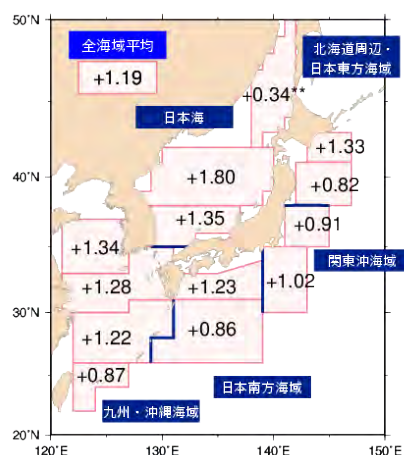 50˚N
全海域平均
+1.19
北海道周辺・
日本東方海域
+0.34**
日本海
+1.33
40˚N
+1.80
+0.82
+1.35
+0.91
+1.34
関東沖海域
+1.28
+1.23
+1.02
30˚N
+1.22
+0.86
+0.87
日本南方海域
九州・沖縄海域
20˚N
120˚E
130˚E
140˚E
150˚E